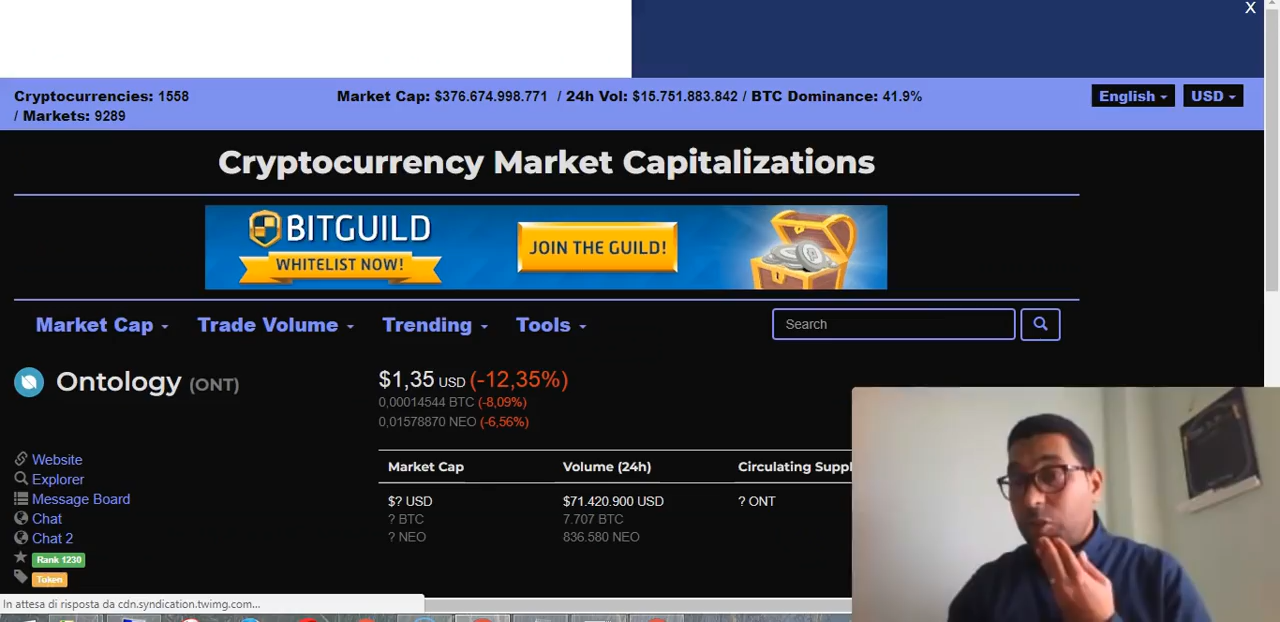 X
Cryptocurrencies: 1558
/ Markets: 9289
Market Cap: $376.674.998.771 / 24h Vol: $15.751.883.842 / BTC Dominance: 41.9%
English
USD
Cryptocurrency Market Capitalizations
BITGUILD
WHITELIST NOW!
JOIN THE GUILD!
Market Cap
Trade Volume
Trending
Tools
Search
Ontology (ONT)
$1,35 USD (-12,35%)
0,00014544 BTC (-8,09%)
0,01578870 NEO (-6,56%)
Website
Explorer
Message Board
Chat
Chat 2
Rank 1230
Token
Market Cap
Volume (24h)
Circulating Suppl
$? USD
$71.420.900 USD
? ONT
? BTC
7.707 BTC
? NEO
836.580 NEO
In attesa di risposta da cdn.syndication.twimg.com...